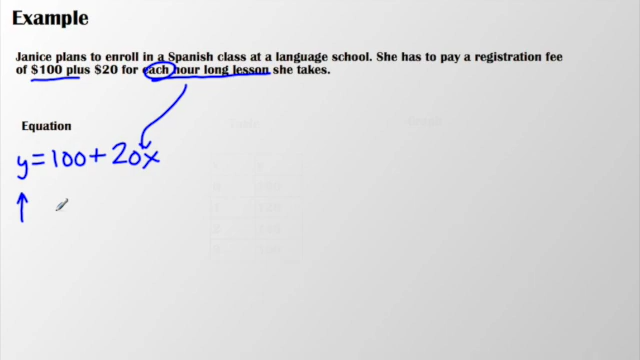 Example
Janice plans to enroll in a Spanish class at a language school. She has to pay a registration fee
of $100 plus $20 for each hour long lesson she takes.
Equation
y = 100 + 20x